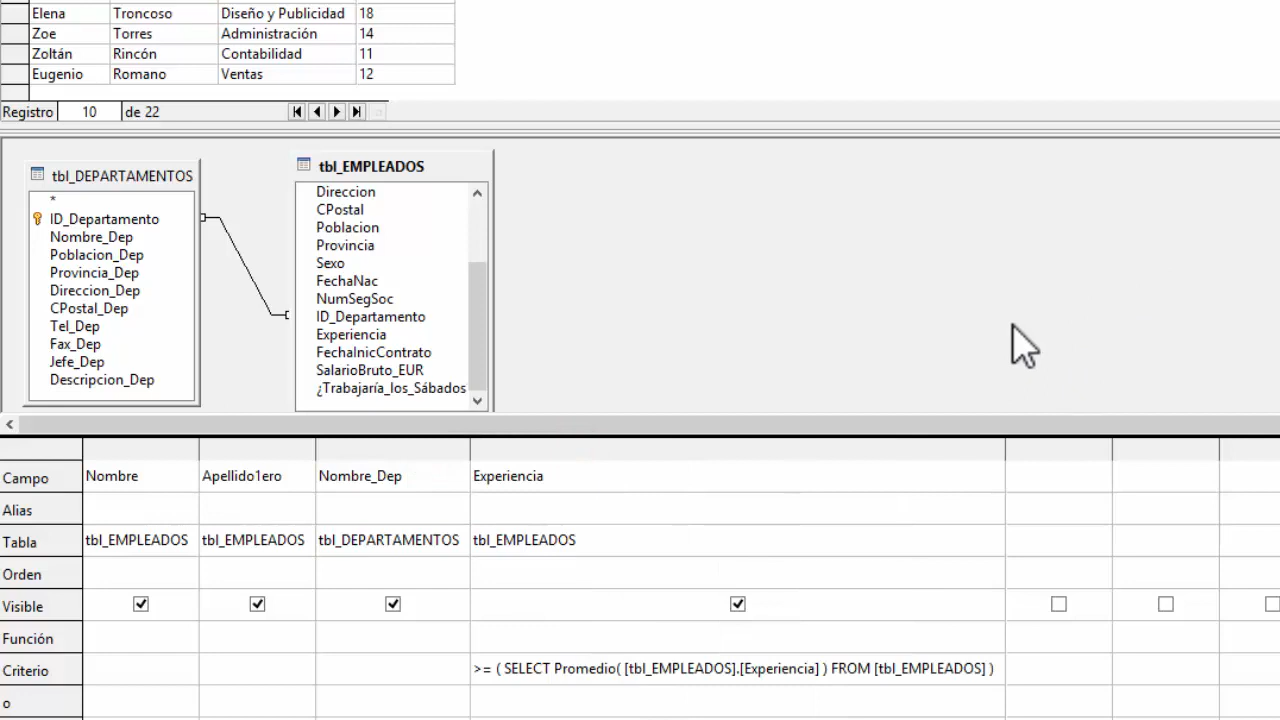 Elena Troncoso Diseño y Publicidad 18
Zoe Torres Administración 14
Zoltán Rincón Contabilidad 11
Eugenio Romano Ventas 12
Registro 10 de 22
tbl_DEPARTAMENTOS
*
ID_Departamento
Nombre_Dep
Poblacion_Dep
Provincia_Dep
Direccion_Dep
CPostal_Dep
Tel_Dep
Fax_Dep
Jefe_Dep
Descripcion_Dep
tbl_EMPLEADOS
Direccion
CPostal
Poblacion
Provincia
Sexo
FechaNac
NumSegSoc
ID_Departamento
Experiencia
FechaInicContrato
SalarioBruto_EUR
¿Trabajaría_los_Sábados
Campo Nombre Apellido1ero Nombre_Dep Experiencia
Alias
Tabla tbl_EMPLEADOS tbl_EMPLEADOS tbl_DEPARTAMENTOS tbl_EMPLEADOS
Orden
Visible
Función
Criterio >= ( SELECT Promedio( [tbl_EMPLEADOS].[Experiencia] ) FROM [tbl_EMPLEADOS] )
o